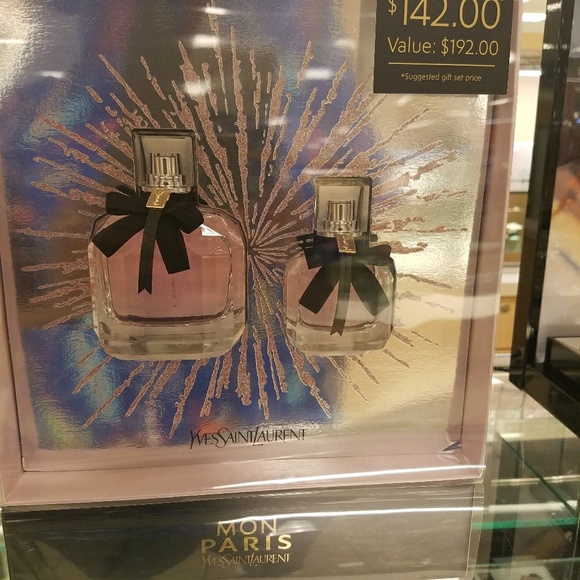 $142.00*
Value: $192.00
*Suggested gift set price
YVESSAINTLAURENT
MON
PARIS
YVESSAINTLAURENT